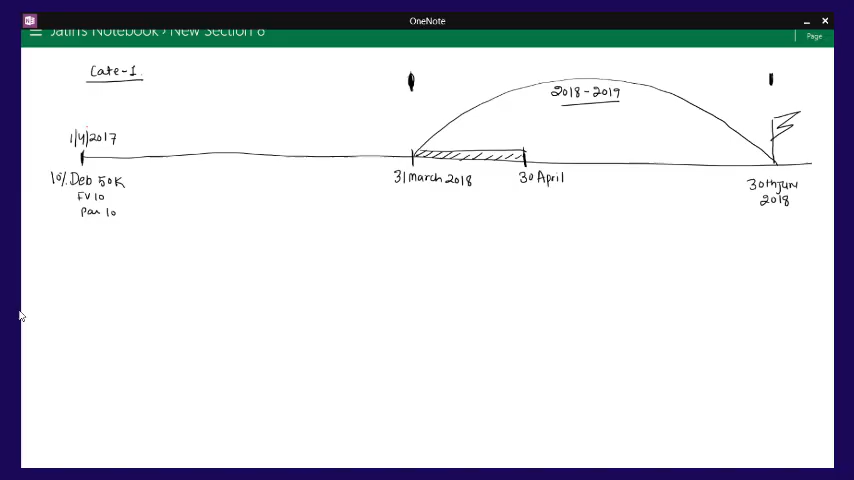 OneNote
Jatin's Notebook › New Section 6
Page
Case-1.
2018-2019
1/4/2017
31 march 2018
30 April
30th Jun
2018
10% Deb 50K
FV 10
Par 10